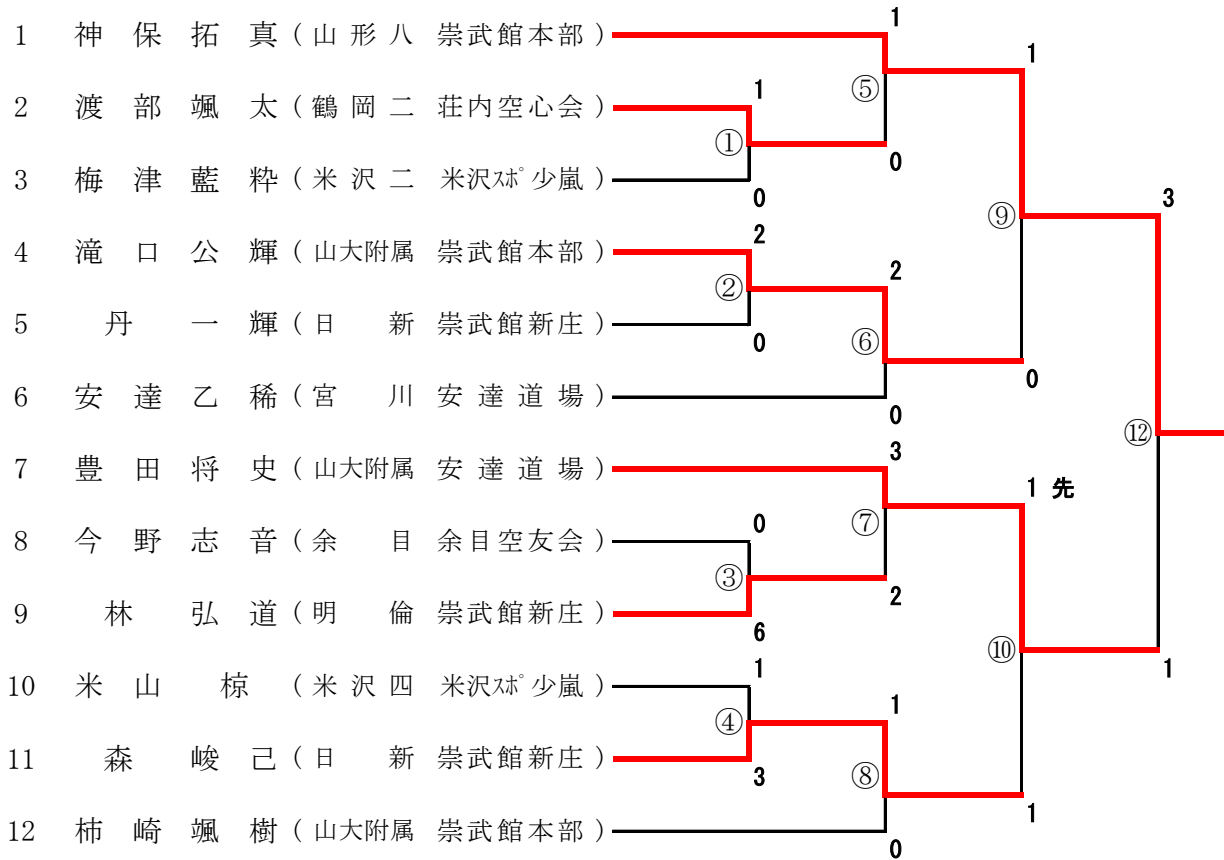 1 神保拓真（山形八 崇武館本部）
1
1
⑤
2 渡部颯太（鶴岡二 荘内空心会）
1
①
0
3 梅津藍粋（米沢二 米沢ｽﾎﾟ少嵐）
0
⑨
3
4 滝口公輝（山大附属 崇武館本部）
2
②
2
5 丹一輝（日新 崇武館新庄）
0
⑥
0
6 安達乙稀（宮川 安達道場）
0
⑫
7 豊田将史（山大附属 安達道場）
3
1 先
⑦
8 今野志音（余目 余目空友会）
0
③
2
9 林弘道（明倫 崇武館新庄）
6
⑩
1
10 米山椋（米沢四 米沢ｽﾎﾟ少嵐）
1
④
1
11 森峻己（日新 崇武館新庄）
3
⑧
1
12 柿崎颯樹（山大附属 崇武館本部）
0